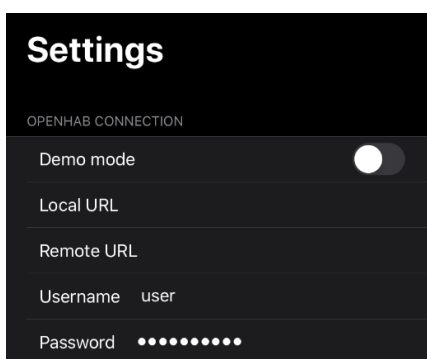 Settings
OPENHAB CONNECTION
Demo mode
Local URL
Remote URL
Username user
Password ●●●●●●●●●●